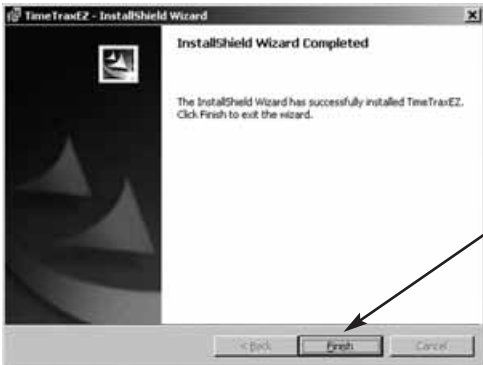 TimeTraxEZ - InstallShield Wizard
InstallShield Wizard Completed
The InstallShield Wizard has successfully installed TimeTraxEZ.
Click Finish to exit the wizard.
< Back
Finish
Cancel